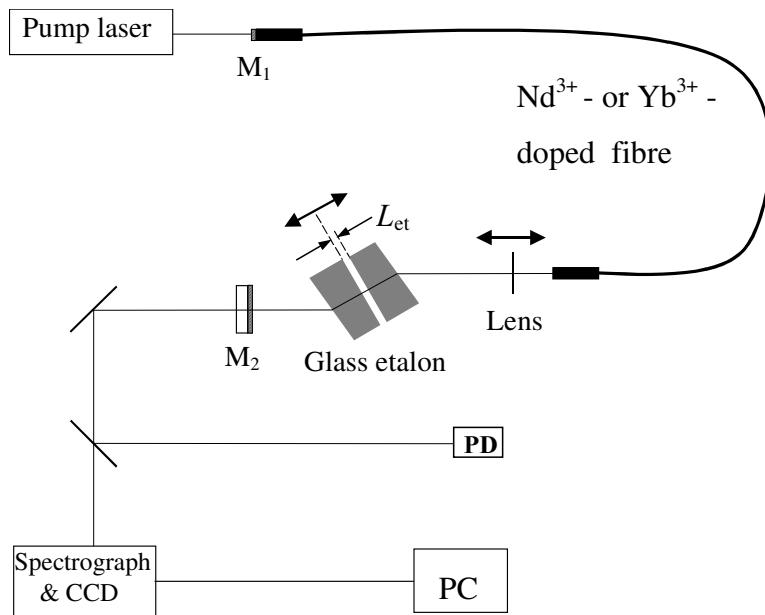 Pump laser
M₁
Nd³⁺ - or Yb³⁺ -
doped fibre
Lₑₜ
Lens
M₂
Glass etalon
PD
Spectrograph
& CCD
PC